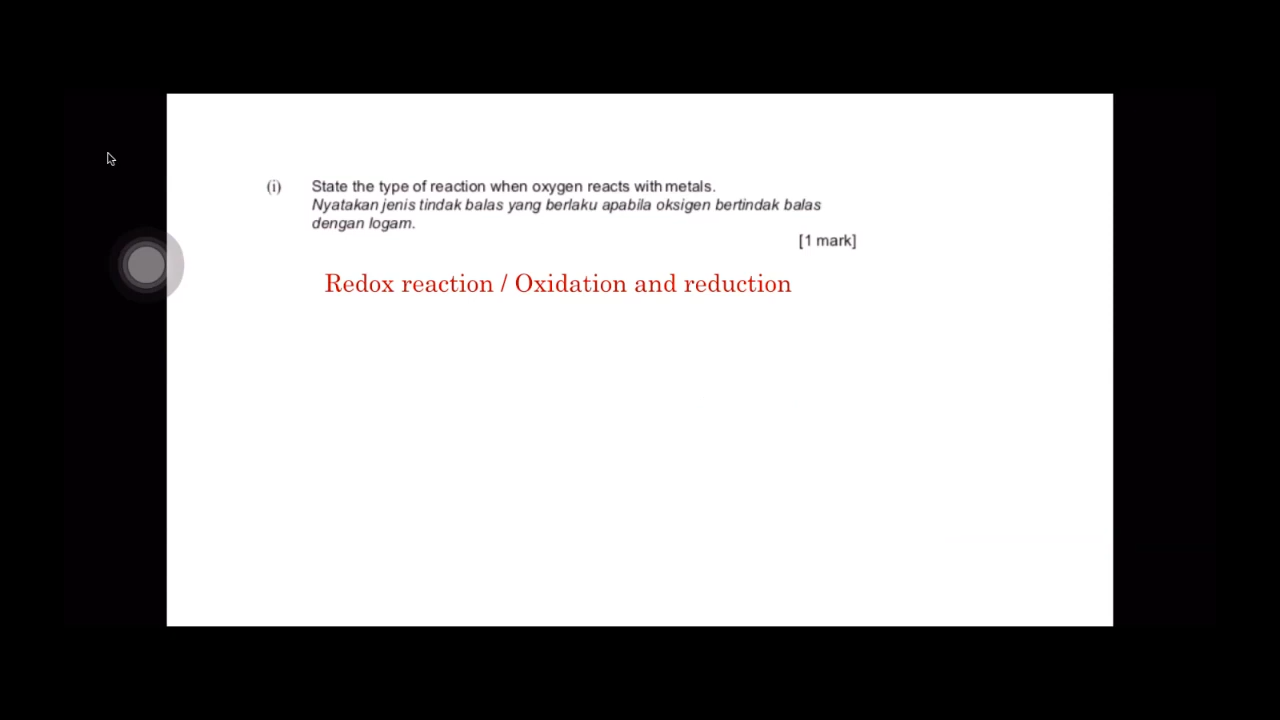 (i) State the type of reaction when oxygen reacts with metals.
Nyatakan jenis tindak balas yang berlaku apabila oksigen bertindak balas
dengan logam.
[1 mark]
Redox reaction / Oxidation and reduction